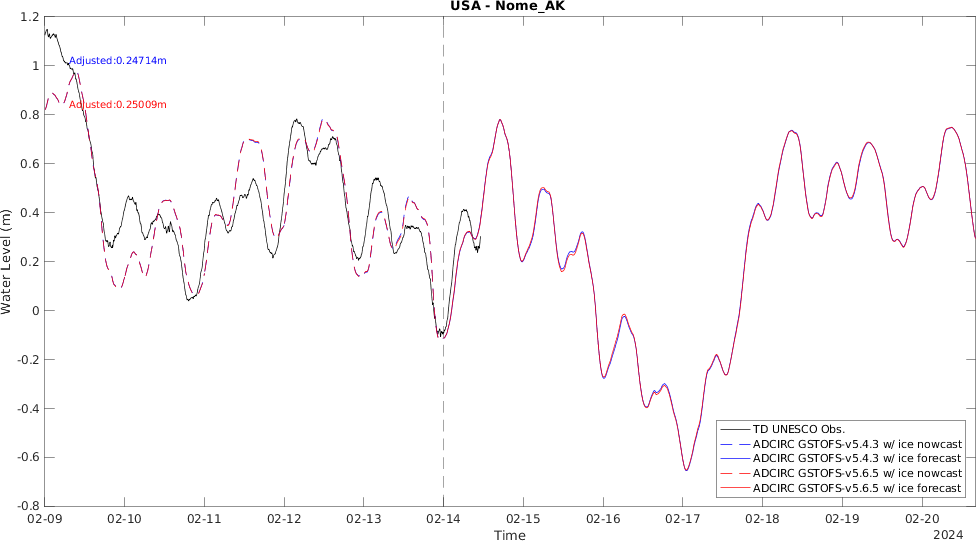 USA - Nome_AK
1.2
1
0.8
0.6
0.4
0.2
0
-0.2
-0.4
-0.6
-0.8
Water Level (m)
Adjusted:0.24714m
Adjusted:0.25009m
TD UNESCO Obs.
ADCIRC GSTOFS-v5.4.3 w/ ice nowcast
ADCIRC GSTOFS-v5.4.3 w/ ice forecast
ADCIRC GSTOFS-v5.6.5 w/ ice nowcast
ADCIRC GSTOFS-v5.6.5 w/ ice forecast
02-09 02-10 02-11 02-12 02-13 02-14 02-15 02-16 02-17 02-18 02-19 02-20
Time
2024